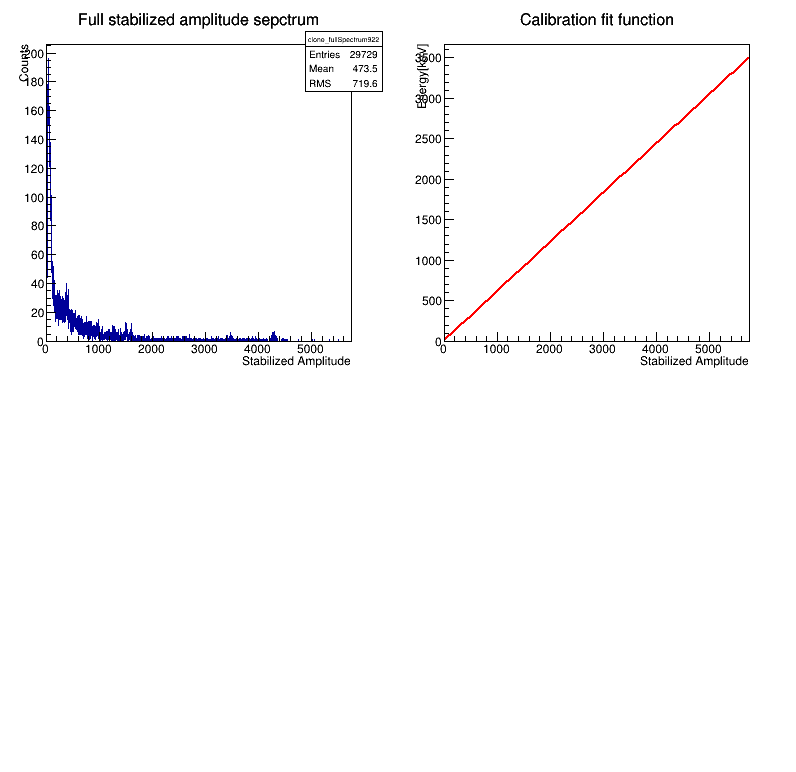 Full stabilized amplitude sepctrum
clone_fullSpectrum922
Entries 29729
Mean 473.5
RMS 719.6
Counts
200
180
160
140
120
100
80
60
40
20
0
0 1000 2000 3000 4000 5000
Stabilized Amplitude
Calibration fit function
Energy[keV]
3500
3000
2500
2000
1500
1000
500
0
0 1000 2000 3000 4000 5000
Stabilized Amplitude